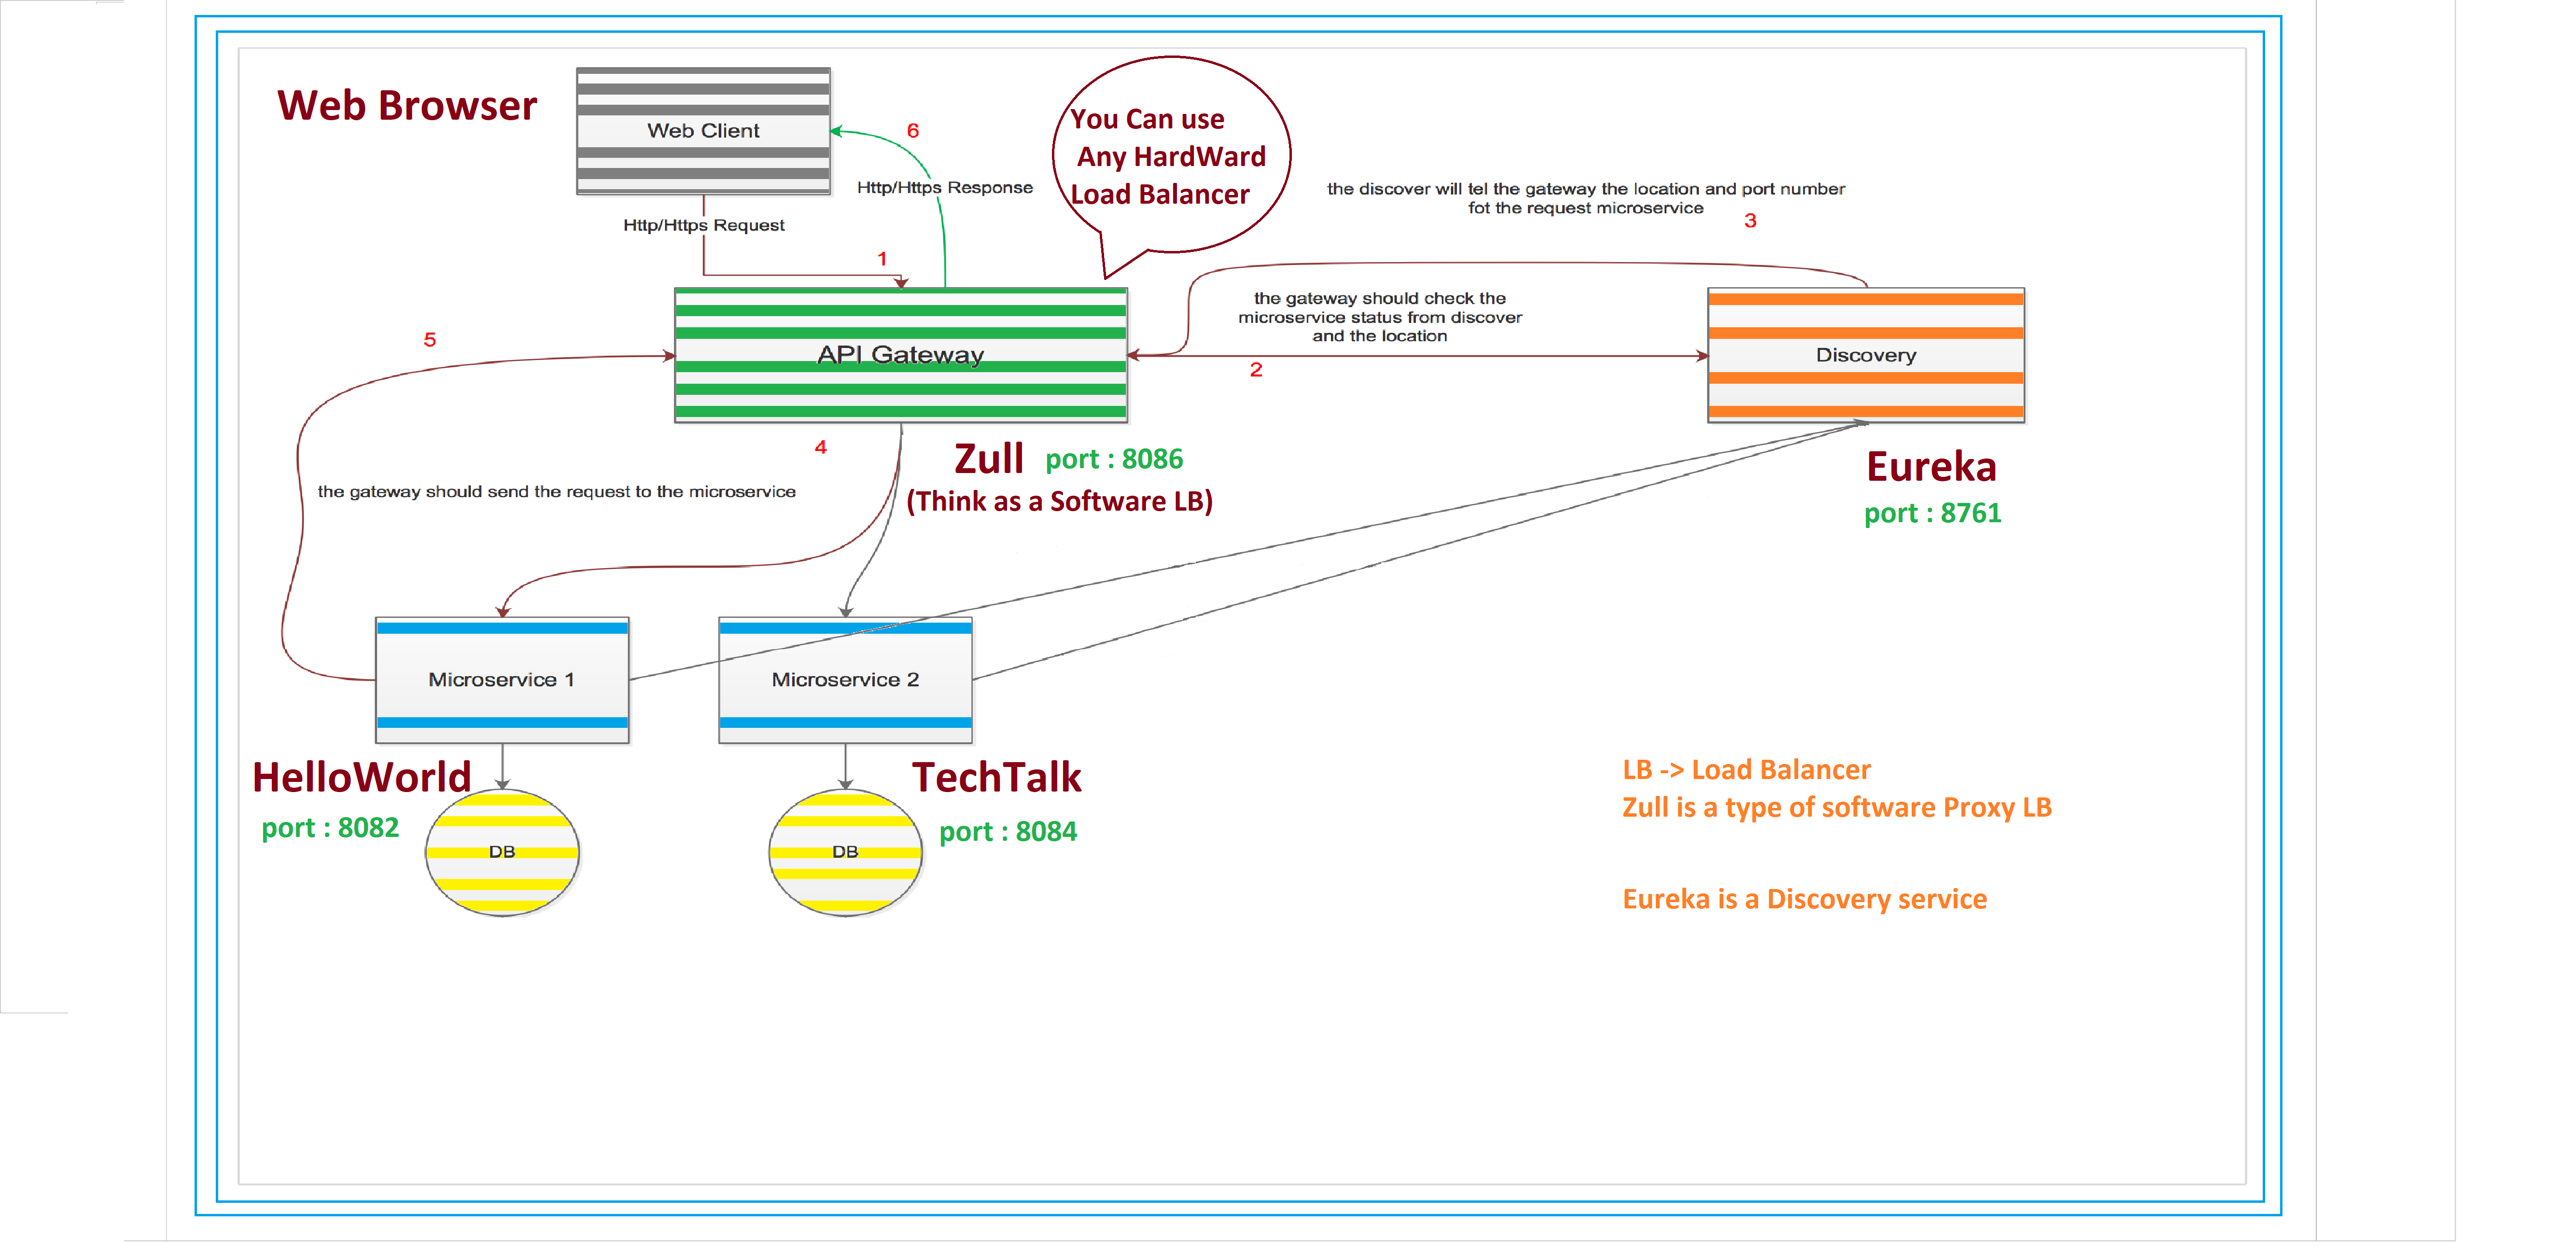 Web Browser
Web Client
6
You Can use
Any HardWard
Load Balancer
Http/Https Response
the discover will tel the gateway the location and port number
fot the request microservice
3
Http/Https Request
1
the gateway should check the
microservice status from discover
and the location
5
API Gateway
2
Discovery
4
Zull port : 8086
(Think as a Software LB)
Eureka
port : 8761
the gateway should send the request to the microservice
Microservice 1
Microservice 2
HelloWorld
port : 8082
DB
TechTalk
port : 8084
DB
LB -> Load Balancer
Zull is a type of software Proxy LB
Eureka is a Discovery service